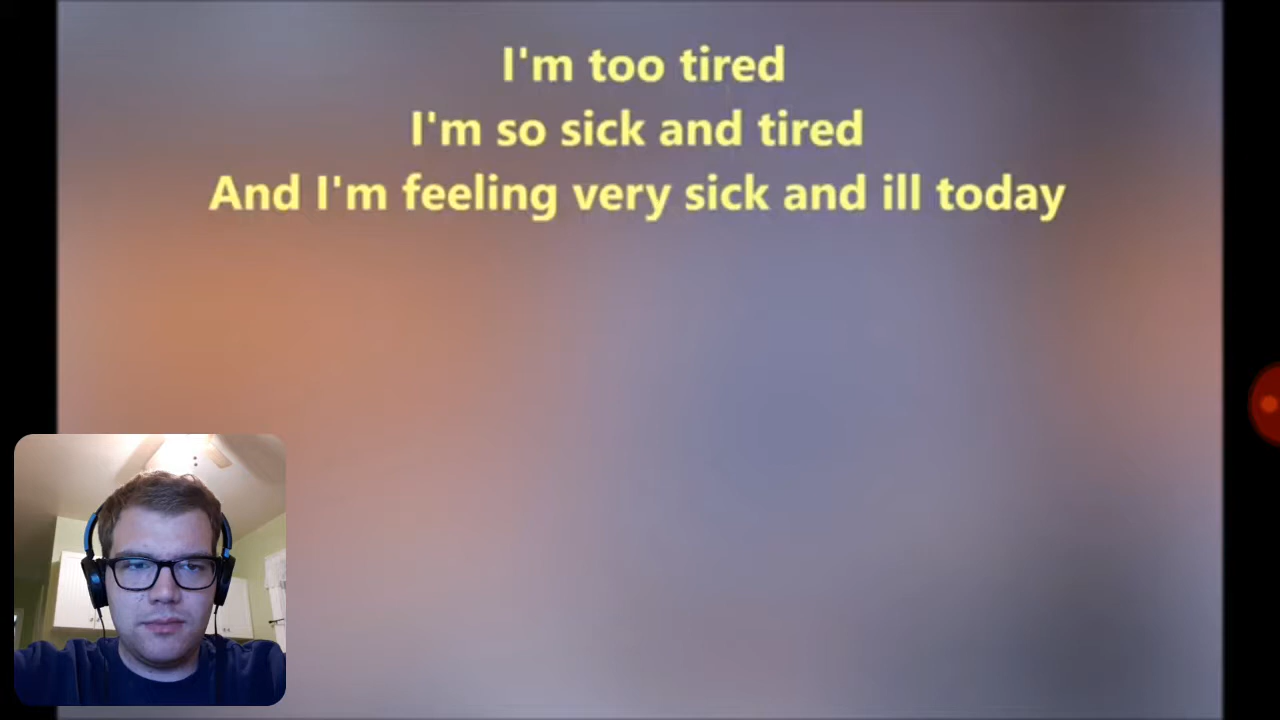 I'm too tired
I'm so sick and tired
And I'm feeling very sick and ill today